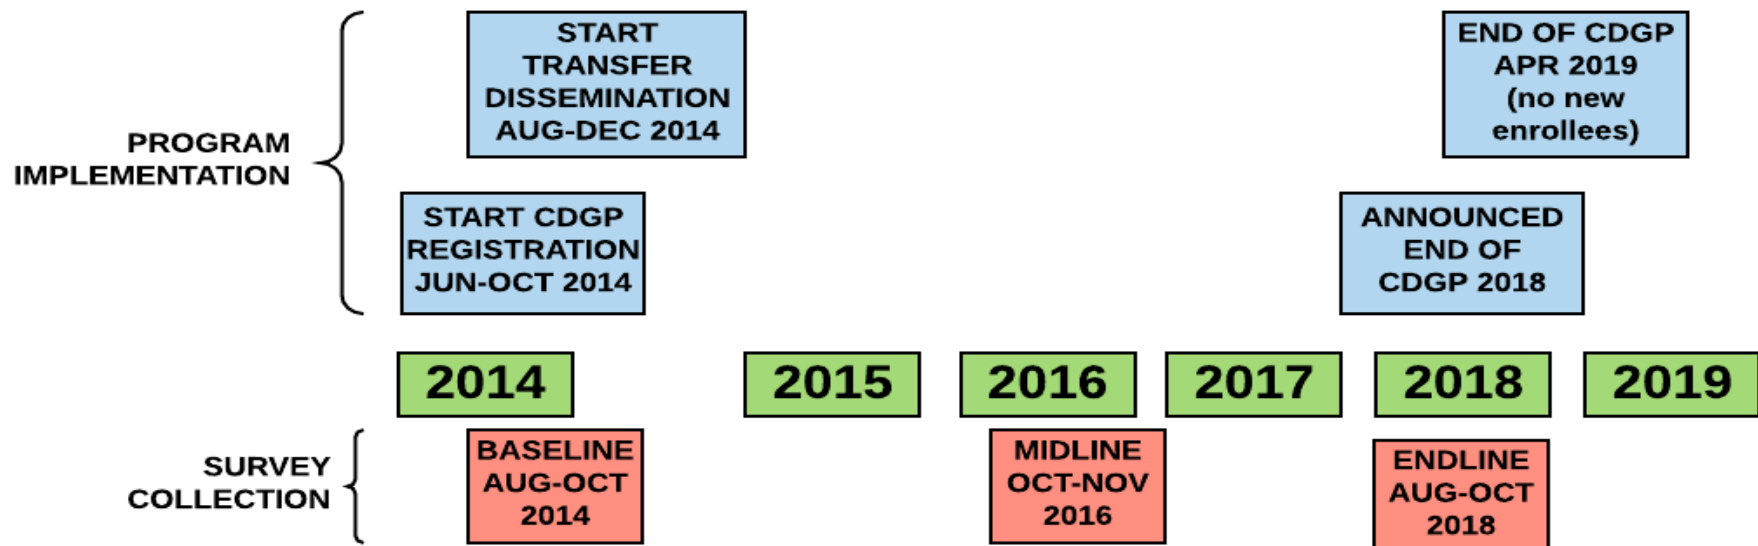 PROGRAM
IMPLEMENTATION
START
TRANSFER
DISSEMINATION
AUG-DEC 2014
END OF CDGP
APR 2019
(no new
enrollees)
START CDGP
REGISTRATION
JUN-OCT 2014
ANNOUNCED
END OF
CDGP 2018
2014
2015
2016
2017
2018
2019
SURVEY
COLLECTION
BASELINE
AUG-OCT
2014
MIDLINE
OCT-NOV
2016
ENDLINE
AUG-OCT
2018